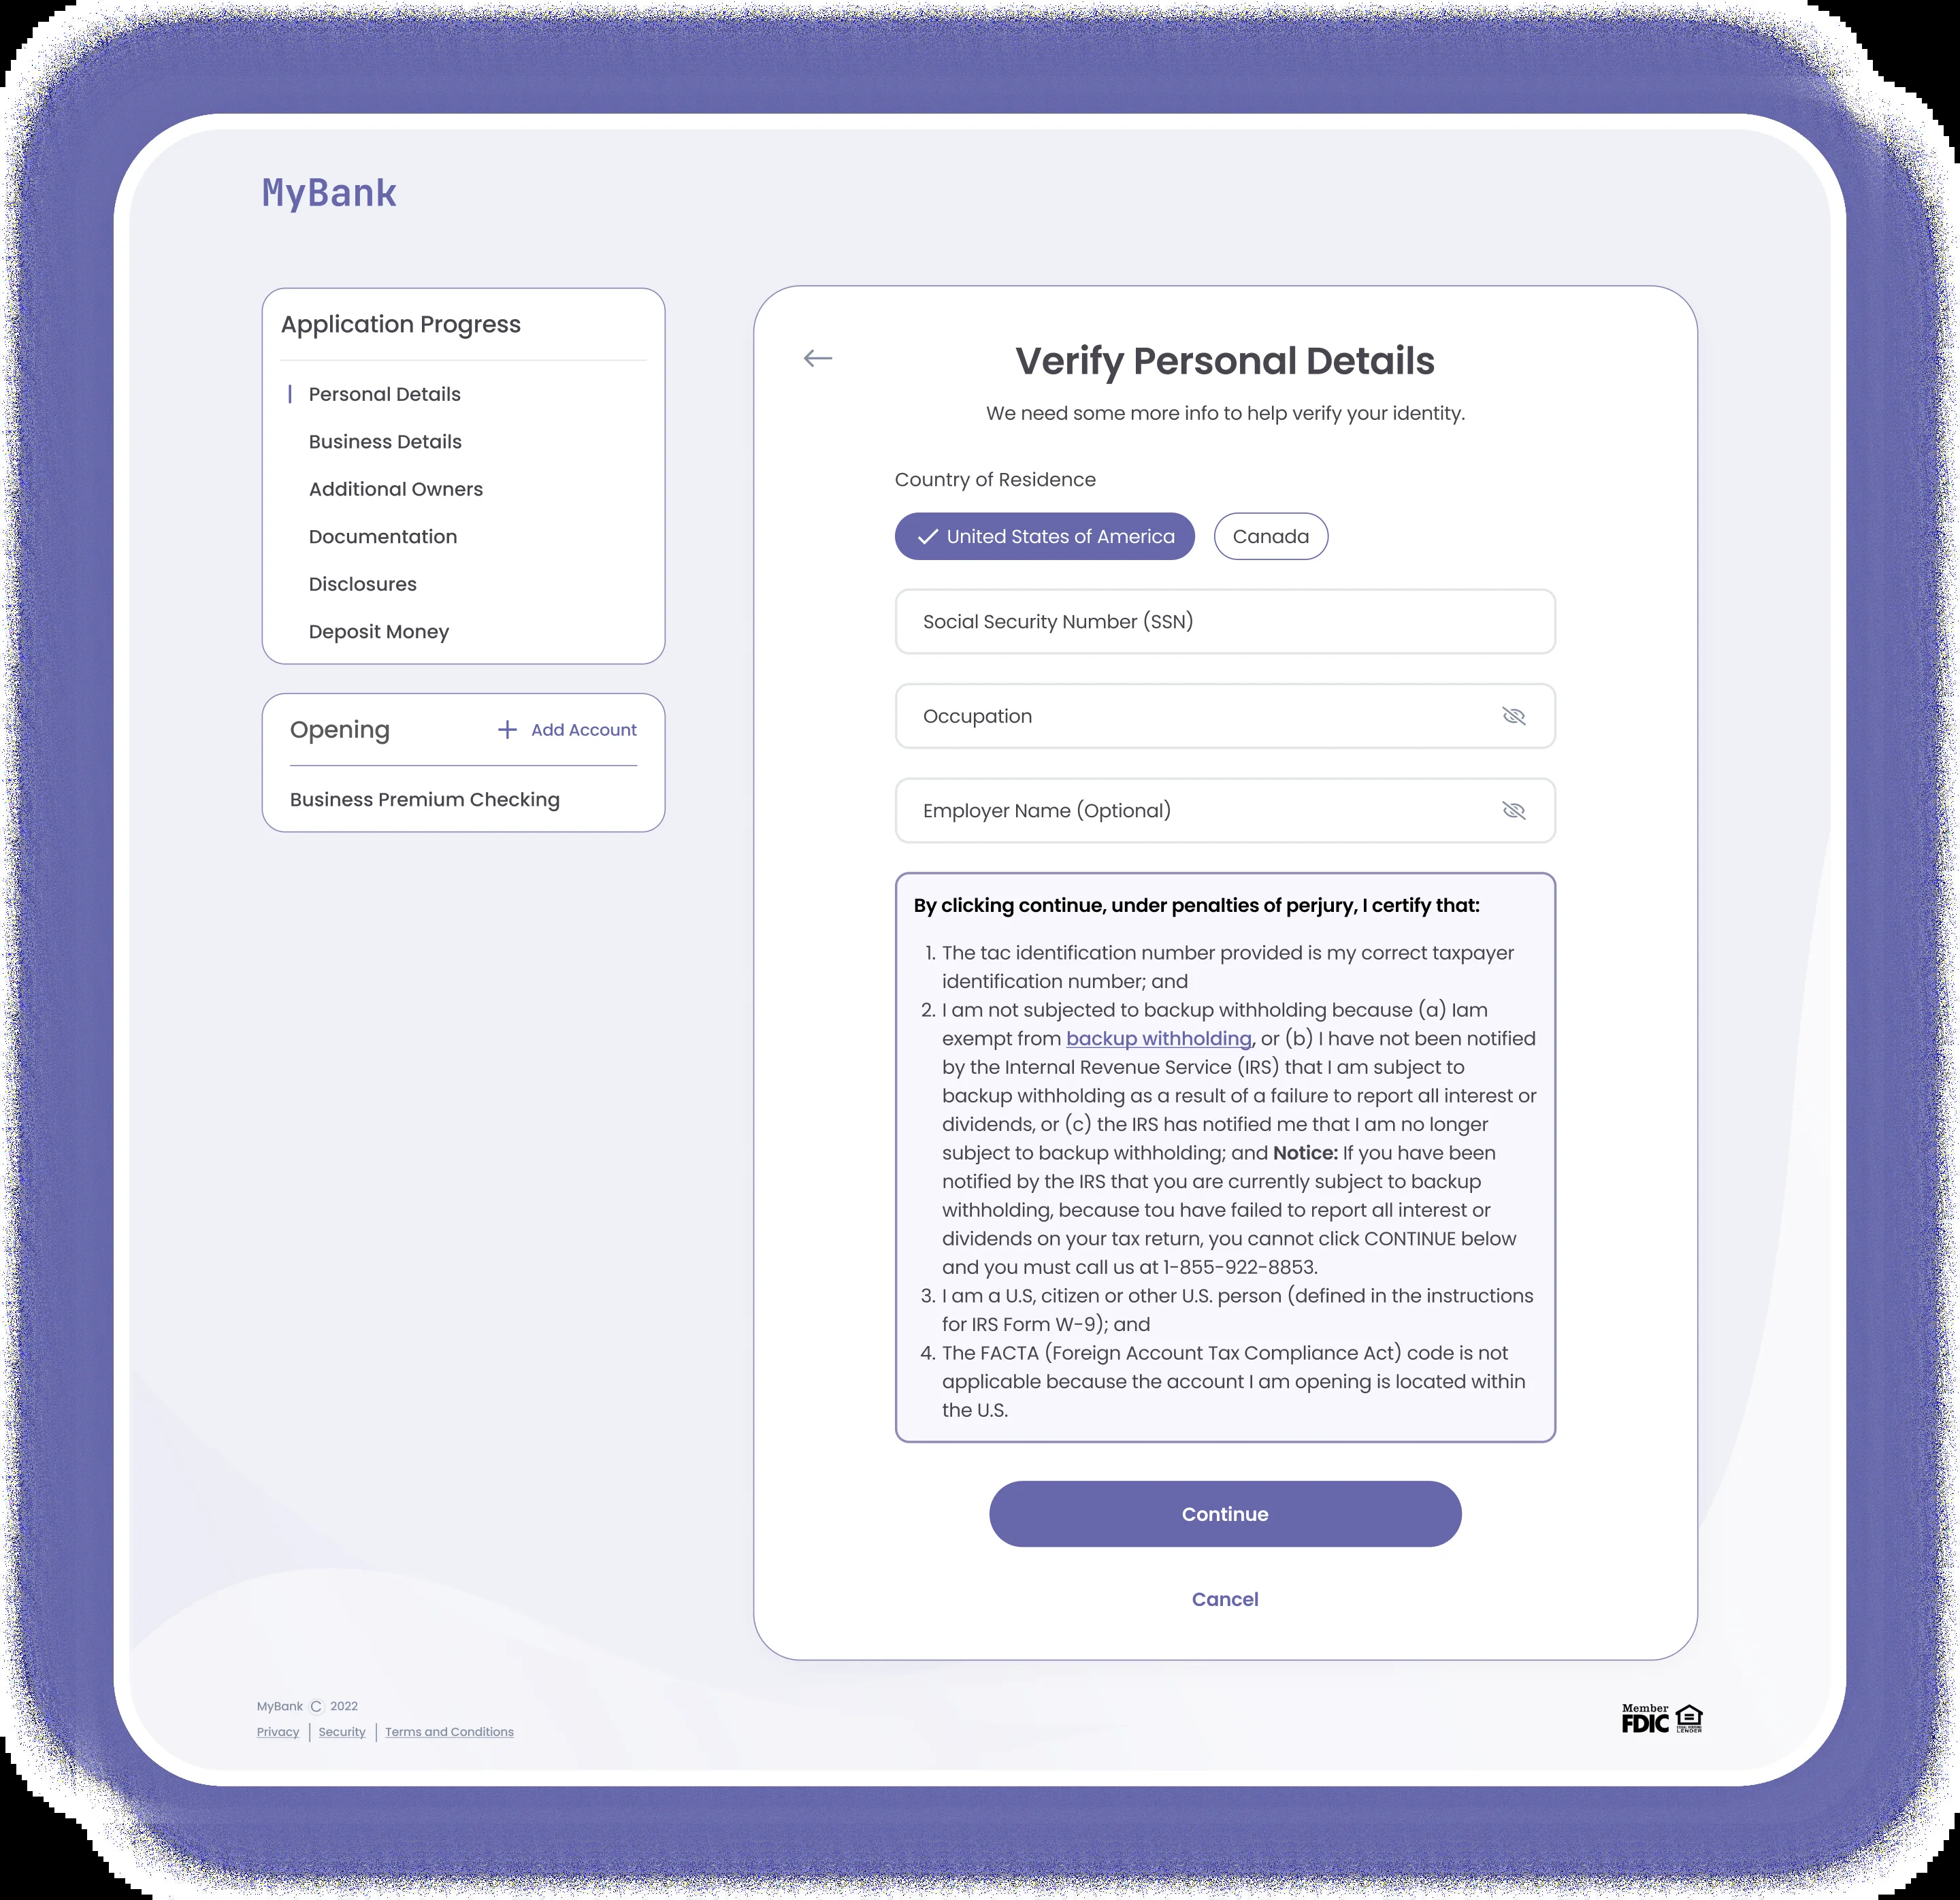 MyBank
Application Progress
Personal Details
Business Details
Additional Owners
Documentation
Disclosures
Deposit Money
Opening
Add Account
Business Premium Checking
Verify Personal Details
We need some more info to help verify your identity.
Country of Residence
United States of America
Canada
Social Security Number (SSN)
Occupation
Employer Name (Optional)
By clicking continue, under penalties of perjury, I certify that:
1. The tac identification number provided is my correct taxpayer
identification number; and
2. I am not subjected to backup withholding because (a) Iam
exempt from backup withholding, or (b) I have not been notified
by the Internal Revenue Service (IRS) that I am subject to
backup withholding as a result of a failure to report all interest or
dividends, or (c) the IRS has notified me that I am no longer
subject to backup withholding; and Notice: If you have been
notified by the IRS that you are currently subject to backup
withholding, because tou have failed to report all interest or
dividends on your tax return, you cannot click CONTINUE below
and you must call us at 1-855-922-8853.
3. I am a U.S, citizen or other U.S. person (defined in the instructions
for IRS Form W-9); and
4. The FACTA (Foreign Account Tax Compliance Act) code is not
applicable because the account I am opening is located within
the U.S.
Continue
Cancel
MyBank © 2022
Privacy | Security | Terms and Conditions
Member
FDIC
EQUAL HOUSING
LENDER